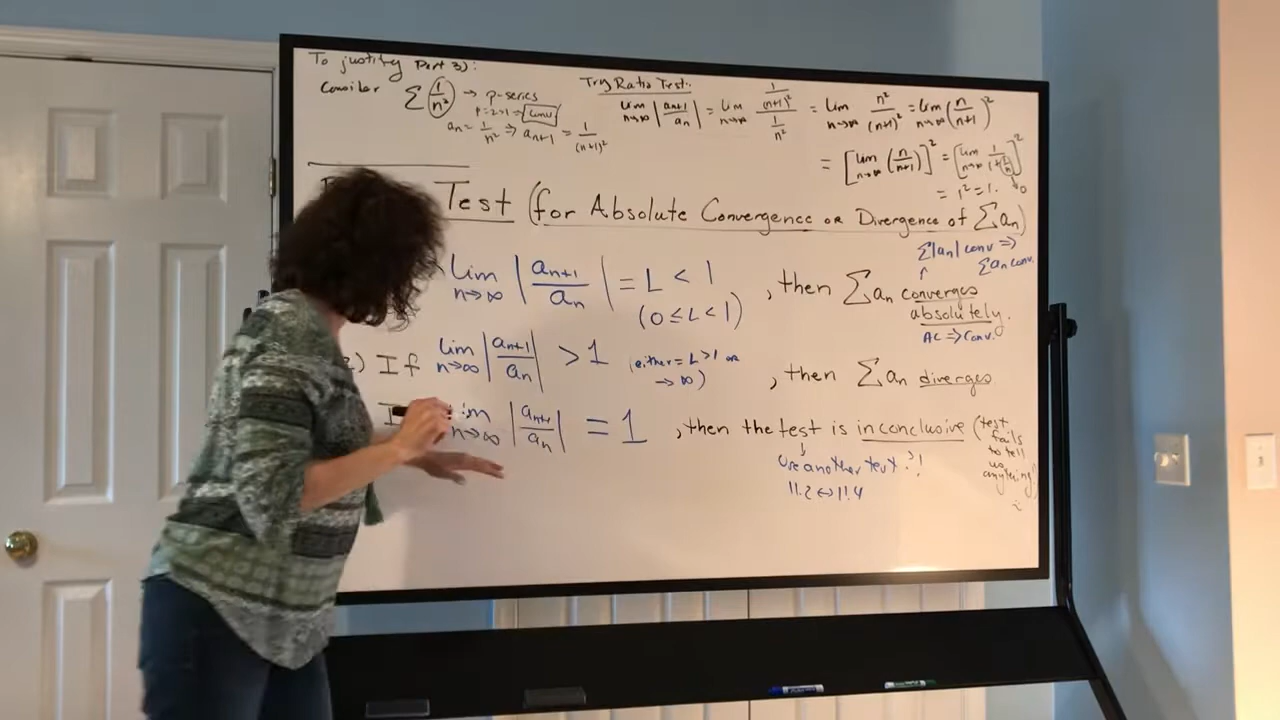 To justify Part 3):
Consider Σ 1/n² → p-series
p=2>1 → conv
aₙ = 1/n² ⇒ aₙ₊₁ = 1/(n+1)²
Try Ratio Test:
lim n→∞ |aₙ₊₁/aₙ| = lim n→∞ (1/(n+1)²)/(1/n²) = lim n→∞ n²/(n+1)² = lim n→∞ (n/n+1)²
= [lim n→∞ (n/n+1)]² = [lim n→∞ 1/(1+1/n)]² → 0
= 1² = 1.
Test (for Absolute Convergence or Divergence of Σaₙ)
lim n→∞ |aₙ₊₁/aₙ| = L < 1 , then Σaₙ converges absolutely.
(0 ≤ L < 1)
Σ|aₙ| conv ⇒ Σaₙ conv.
AC ⇒ Conv.
2) If lim n→∞ |aₙ₊₁/aₙ| > 1 (either = L > 1 or → ∞) , then Σaₙ diverges
lim n→∞ |aₙ₊₁/aₙ| = 1 , then the test is inconclusive (test fails to tell us anything!)
↓
Use another test!
11.2 ↔ 11.4